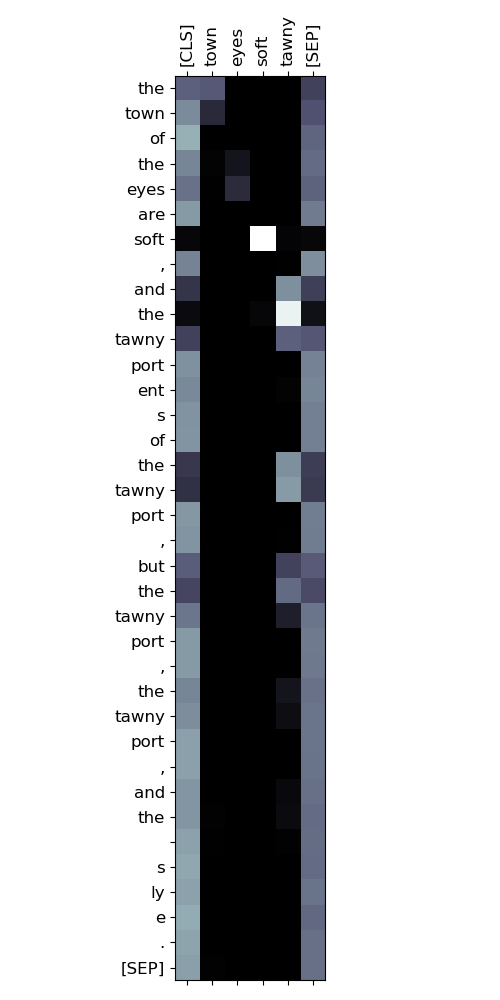 [CLS] town eyes soft tawny [SEP]
the
town
of
the
eyes
are
soft
,
and
the
tawny
port
ent
s
of
the
tawny
port
,
but
the
tawny
port
,
the
tawny
port
,
and
the
s
ly
e
.
[SEP]